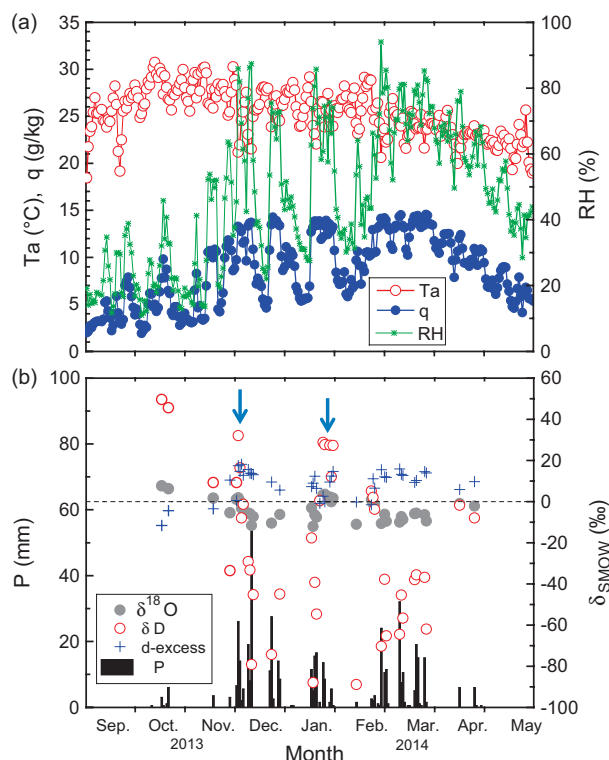 (a)
35
30
25
20
15
10
5
0
Ta (°C), q (g/kg)
100
80
60
40
20
0
RH (%)
Ta
q
RH
(b)
100
80
60
40
20
0
P (mm)
60
40
20
0
-20
-40
-60
-80
-100
δSMOW (‰)
δ18O
δD
d-excess
P
Sep. Oct. Nov. Dec. Jan. Feb. Mar. Apr. May
2013 2014
Month